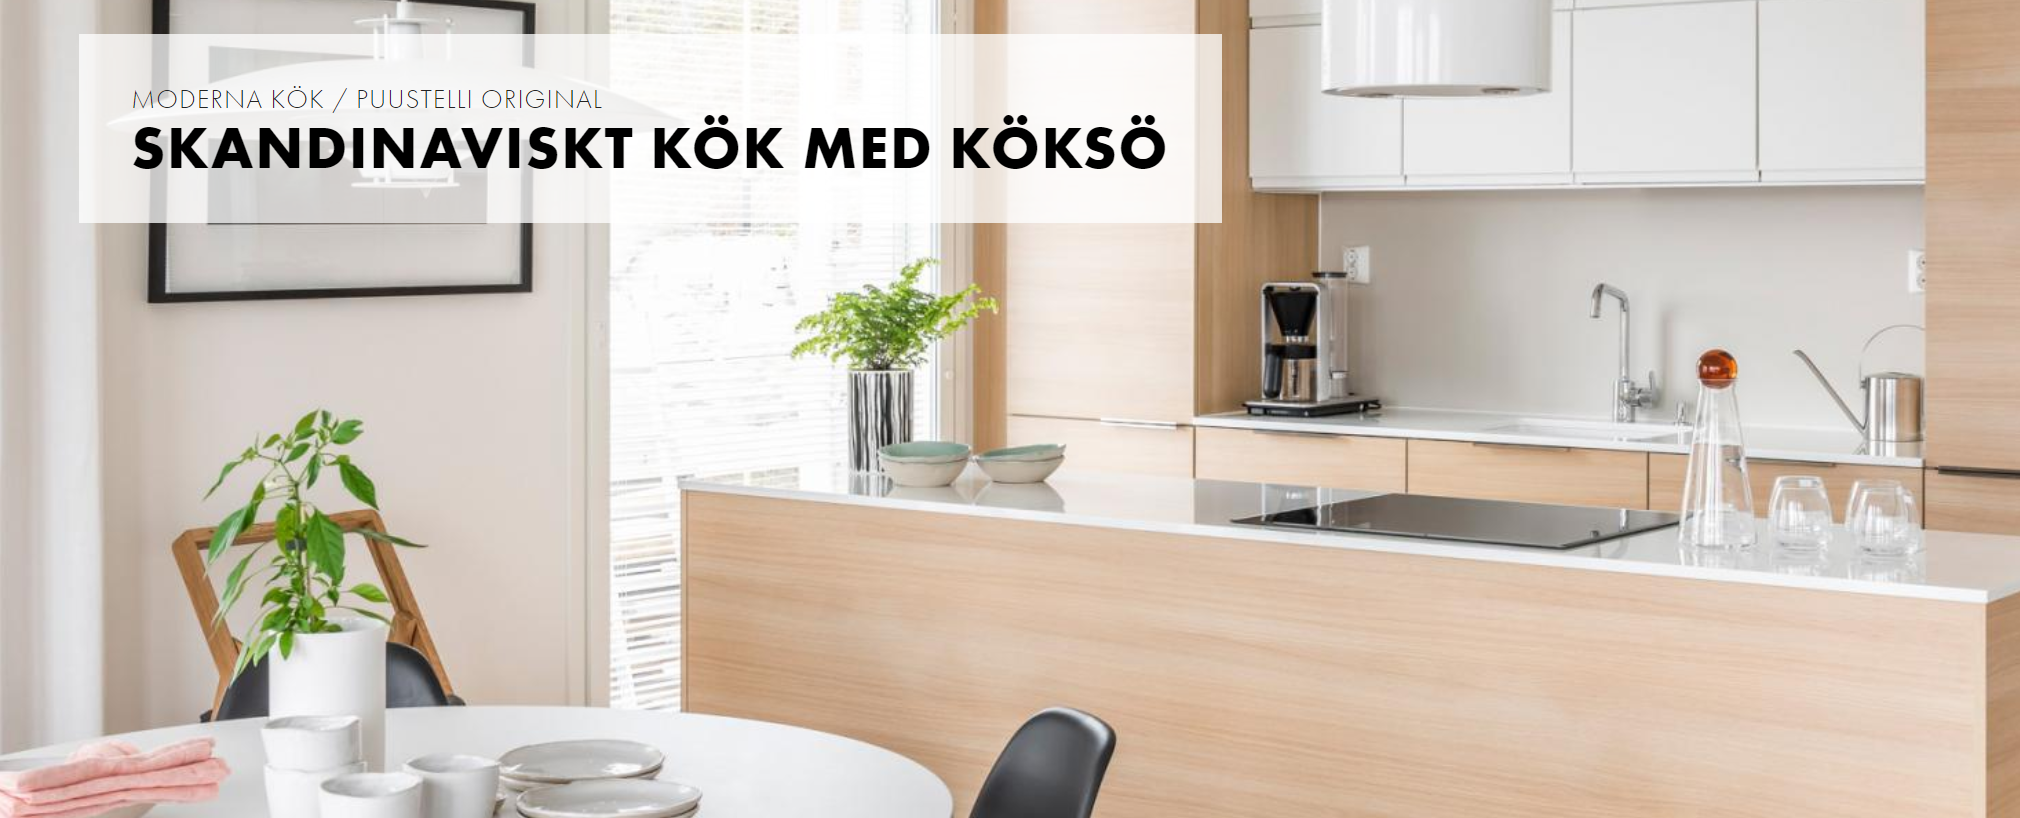 MODERNA KÖK / PUUSTELLI ORIGINAL
SKANDINAVISKT KÖK MED KÖKSÖ